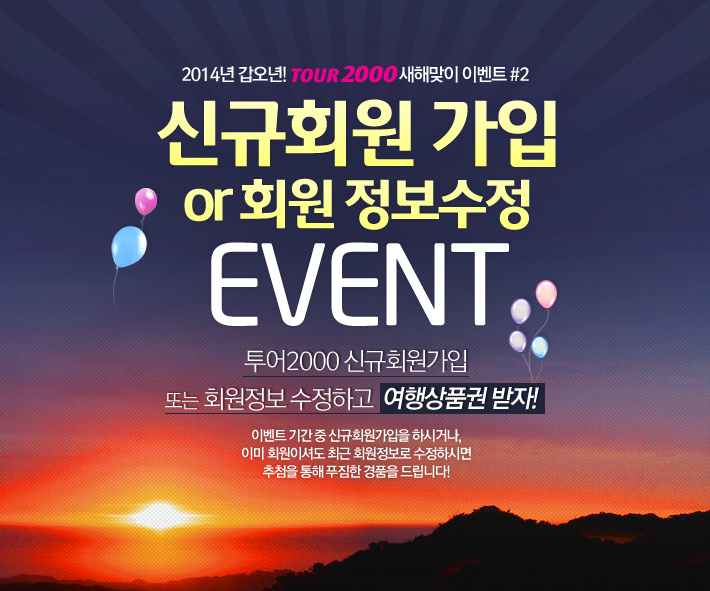 2014년 갑오년! TOUR 2000 새해맞이 이벤트 #2
신규회원 가입
or 회원 정보수정
EVENT
투어2000 신규회원가입
또는 회원정보 수정하고 여행상품권 받자!
이벤트 기간 중 신규회원가입을 하시거나,
이미 회원이셔도 최근 회원정보로 수정하시면
추첨을 통해 푸짐한 경품을 드립니다!